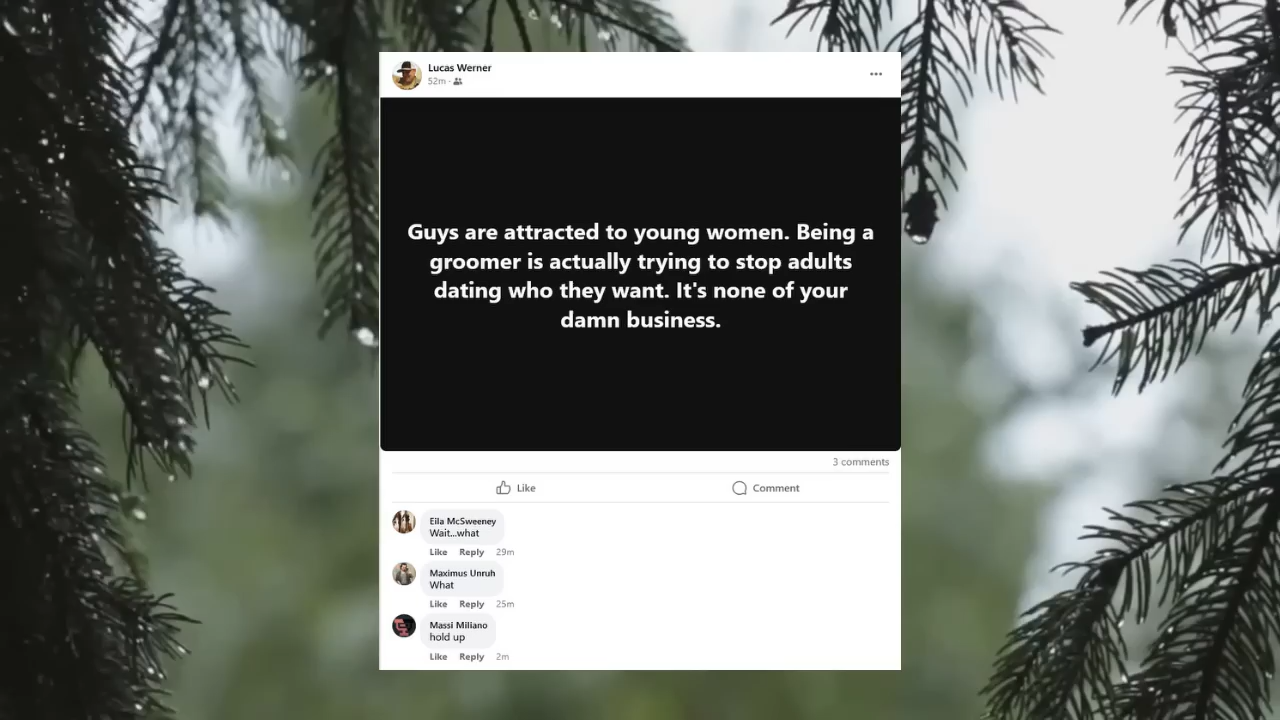 Lucas Werner
52m
Guys are attracted to young women. Being a
groomer is actually trying to stop adults
dating who they want. It's none of your
damn business.
3 comments
Like Comment
Eila McSweeney
Wait...what
Like Reply 29m
Maximus Unruh
What
Like Reply 25m
Massi Miliano
hold up
Like Reply 2m